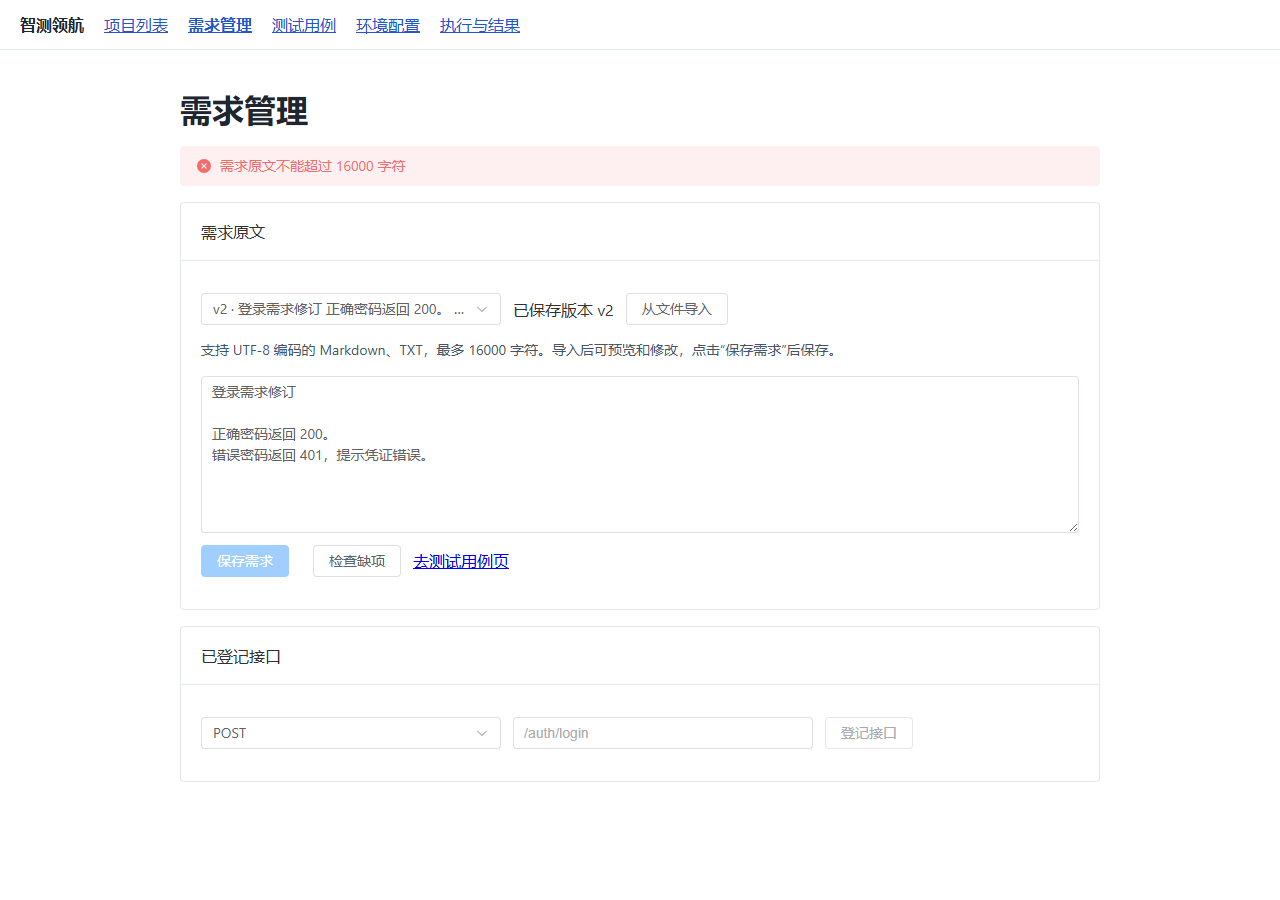 智测领航 项目列表 需求管理 测试用例 环境配置 执行与结果
需求管理
需求原文不能超过 16000 字符
需求原文
v2 · 登录需求修订 正确密码返回 200。 ... 已保存版本 v2 从文件导入
支持 UTF-8 编码的 Markdown、TXT，最多 16000 字符。导入后可预览和修改，点击“保存需求”后保存。
登录需求修订
正确密码返回 200。
错误密码返回 401，提示凭证错误。
保存需求 检查缺项 去测试用例页
已登记接口
POST /auth/login 登记接口